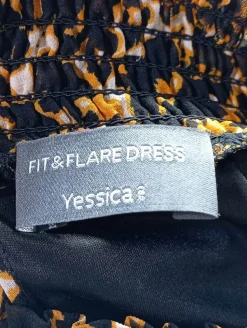 FIT & FLARE DRESS
Yessica